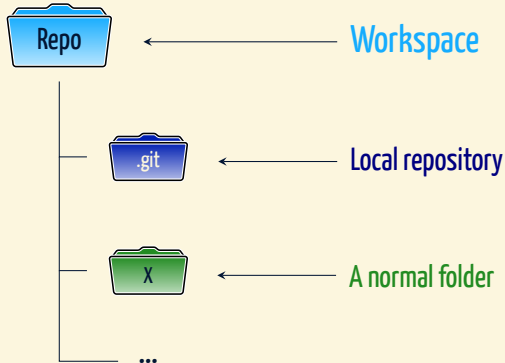 Repo
Workspace
.git
Local repository
X
A normal folder
...